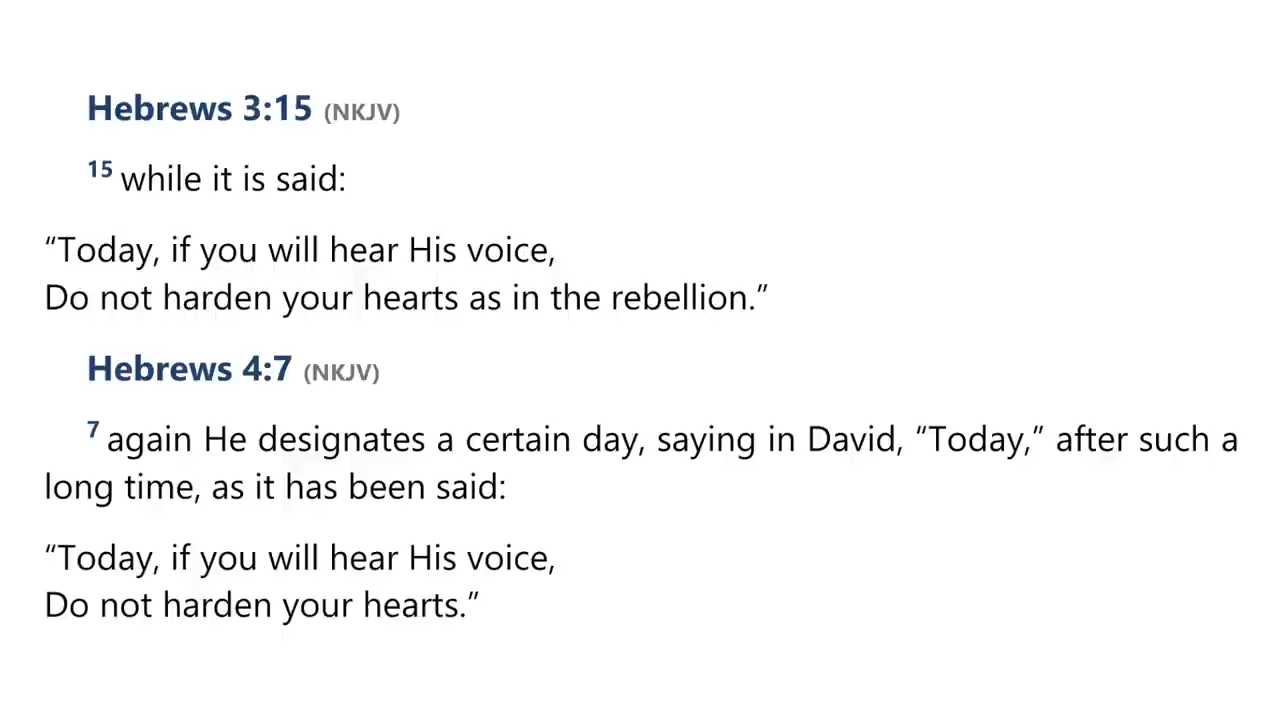 Hebrews 3:15 (NKJV)
15 while it is said:
“Today, if you will hear His voice,
Do not harden your hearts as in the rebellion.”
Hebrews 4:7 (NKJV)
7 again He designates a certain day, saying in David, “Today,” after such a
long time, as it has been said:
“Today, if you will hear His voice,
Do not harden your hearts.”